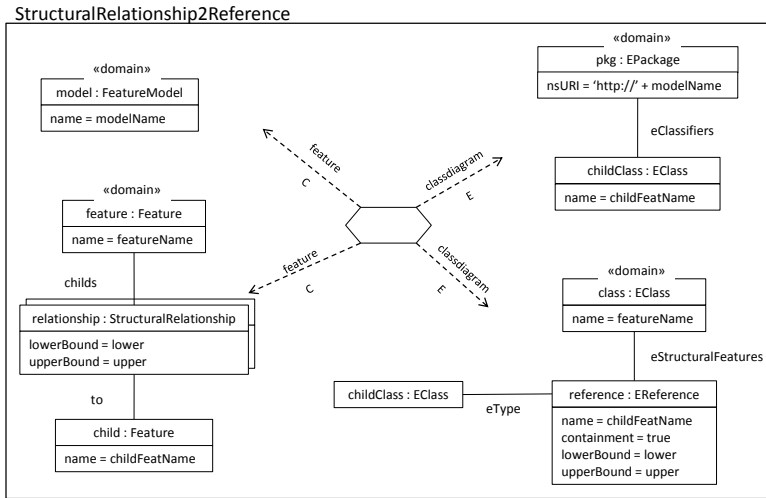 StructuralRelationship2Reference
«domain»
model : FeatureModel
name = modelName
«domain»
feature : Feature
name = featureName
childs
relationship : StructuralRelationship
lowerBound = lower
upperBound = upper
to
child : Feature
name = childFeatName
feature
C
classdiagram
E
feature
C
classdiagram
E
«domain»
pkg : EPackage
nsURI = ‘http://’ + modelName
eClassifiers
childClass : EClass
name = childFeatName
«domain»
class : EClass
name = featureName
eStructuralFeatures
childClass : EClass
eType
reference : EReference
name = childFeatName
containment = true
lowerBound = lower
upperBound = upper